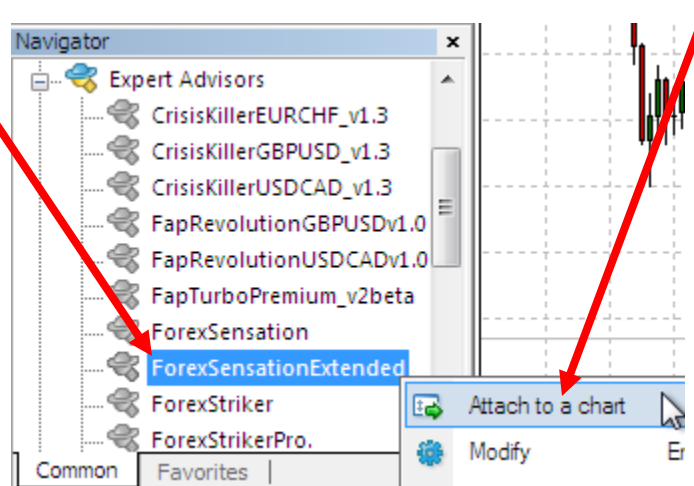 Navigator
Expert Advisors
CrisisKillerEURCHF_v1.3
CrisisKillerGBPUSD_v1.3
CrisisKillerUSDCAD_v1.3
FapRevolutionGBPUSDv1.0
FapRevolutionUSDCADv1.0
FapTurboPremium_v2beta
ForexSensation
ForexSensationExtended
ForexStriker
Attach to a chart
ForexStrikerPro.
Modify
Common
Favorites